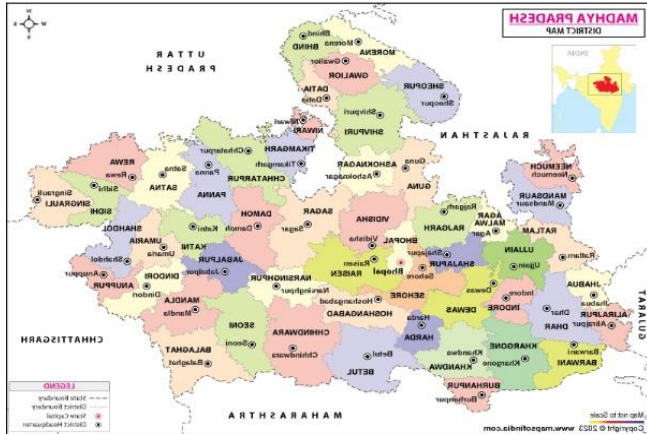 MADHYA PRADESH
DISTRICT MAP
INDIA
N
W
E
S
UTTAR
PRADESH
RAJASTHAN
GUJARAT
MAHARASHTRA
CHHATTISGARH
Bhind
BHIND
Morena
MORENA
Gwalior
GWALIOR
SHEOPUR
Sheopur
DATIA
Datia
Shivpuri
SHIVPURI
Niwari
NIWARI
TIKAMGARH
Tikamgarh
Chhatarpur
CHHATARPUR
Panna
PANNA
Satna
SATNA
REWA
Rewa
Sidhi
SIDHI
Singrauli
SINGRAULI
ASHOKNAGAR
Ashoknagar
Guna
GUNA
NEEMUCH
Neemuch
MANDSAUR
Mandsaur
RATLAM
Ratlam
AGAR
MALWA
Agar
Rajgarh
RAJGARH
VIDISHA
Vidisha
SAGAR
Sagar
DAMOH
Damoh
KATNI
Katni
UMARIA
Umaria
SHAHDOL
Shahdol
Anuppur
ANUPPUR
DINDORI
Dindori
JABALPUR
Jabalpur
MANDLA
Mandla
NARSINGHPUR
Narsinghpur
RAISEN
Raisen
BHOPAL
Bhopal
SEHORE
Sehore
SHAJAPUR
Shajapur
UJJAIN
Ujjain
JHABUA
Jhabua
ALIRAJPUR
Alirajpur
DHAR
Dhar
INDORE
Indore
DEWAS
Dewas
HARDA
Harda
HOSHANGABAD
Hoshangabad
BETUL
Betul
CHHINDWARA
Chhindwara
SEONI
Seoni
BALAGHAT
Balaghat
KHANDWA
Khandwa
KHARGONE
Khargone
BARWANI
Barwani
BURHANPUR
Burhanpur
LEGEND
State Boundary
District Boundary
State Capital
District Headquarter
Map not to Scale
Copyright © 2023 www.mapsofindia.com